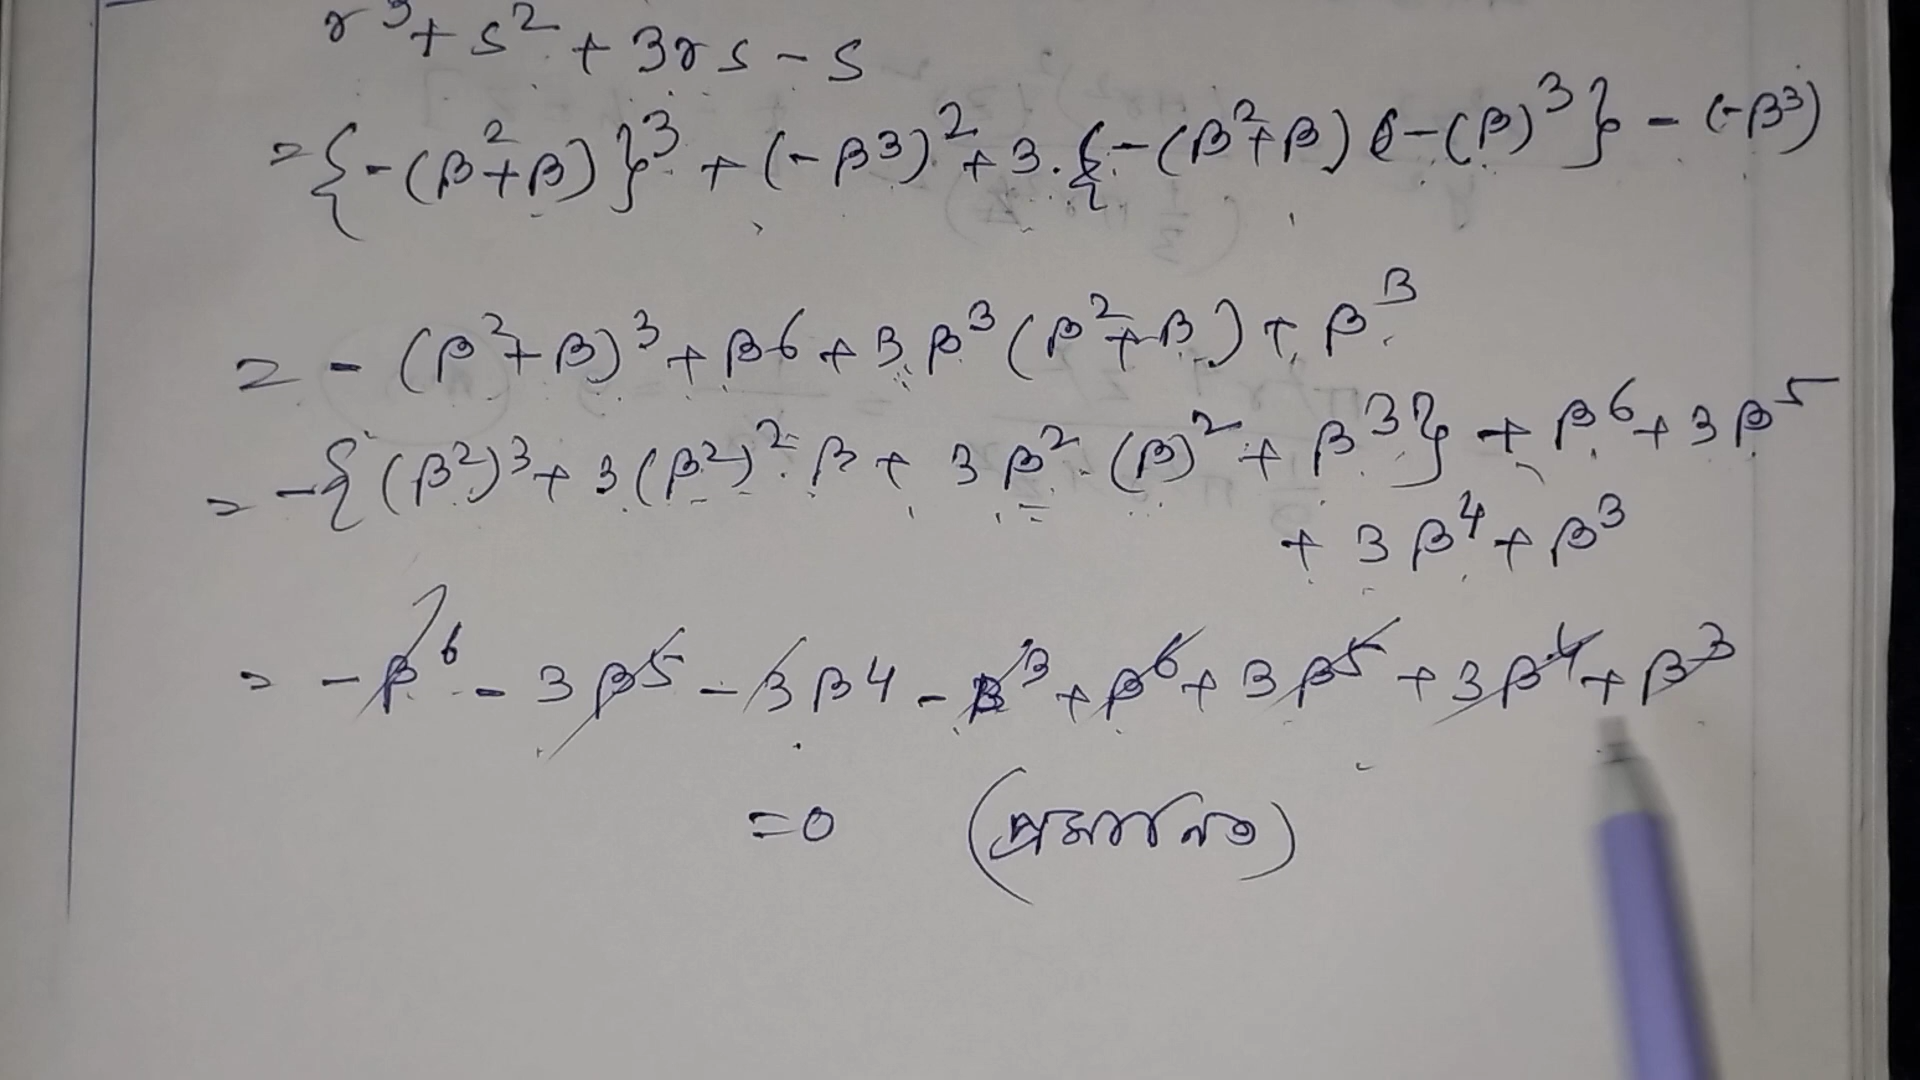 r³ + s² + 3rs - s
= {-(β²+β)}³ + (-β³)² + 3.{-(β²+β) (-(β)³} - (-β³)
= - (β²+β)³ + β⁶ + 3β³(β²+β) + β³
= -{(β²)³ + 3(β²)².β + 3β².(β)² + β³} + β⁶ + 3β⁵
+ 3β⁴ + β³
= -β⁶ - 3β⁵ - 3β⁴ - β³ + β⁶ + 3β⁵ + 3β⁴ + β³
= 0 (প্রমাণিত)